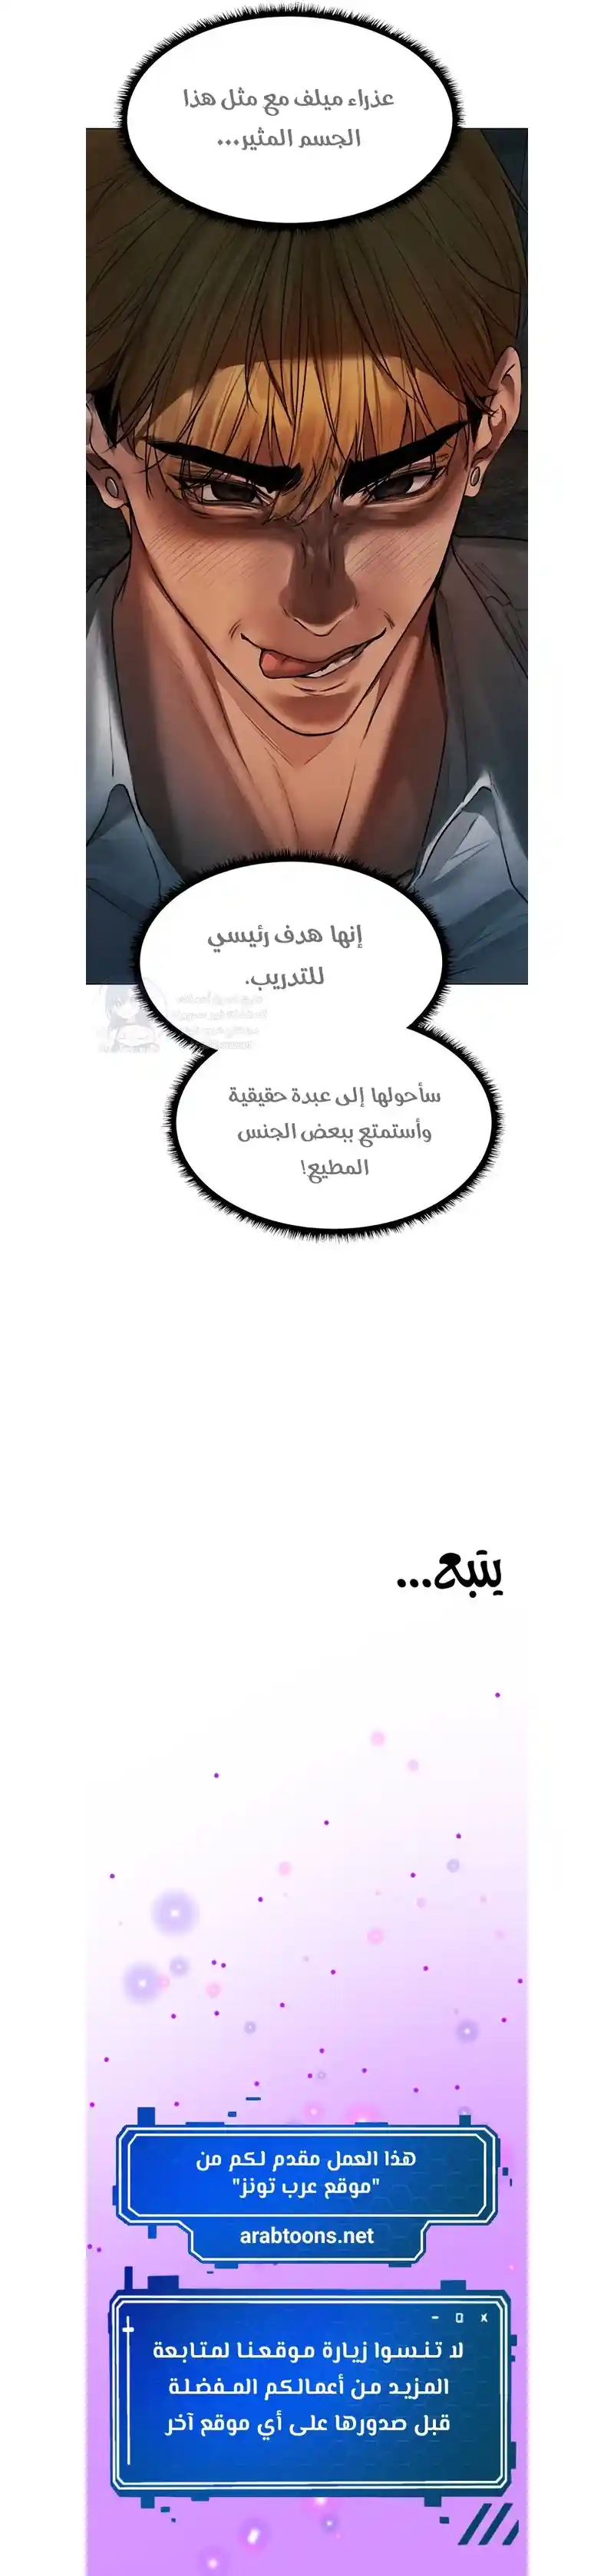 عذراء ميلف مع مثل هذا
الجسم المثير...
إنها هدف رئيسي
للتدريب.
سأحولها إلى عبدة حقيقية
وأستمتع ببعض الجنس
المطيع!
يتبع...
هذا العمل مقدم لكم من
"موقع عرب تونز"
arabtoons.net
لا تنسوا زيارة موقعنا لمتابعة
المزيد من أعمالكم المفضلة
قبل صدورها على أي موقع آخر